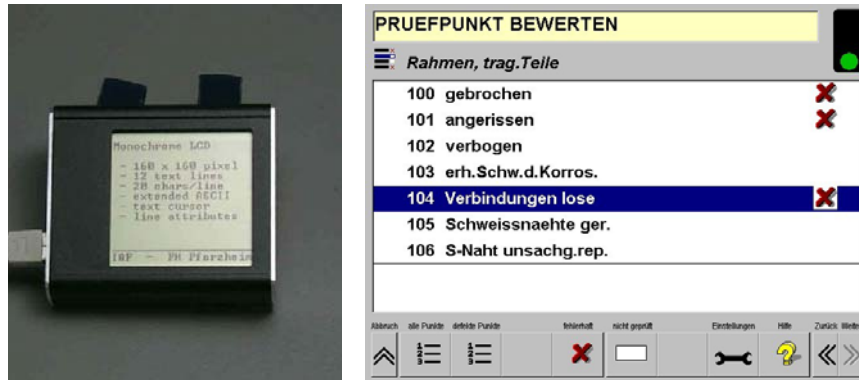 Monochrome LCD
- 160 x 160 pixel
- 12 text lines
- 20 chars/line
- extended ASCII
- text cursor
- line attributes
IAF - FH Pforzheim
PRUEFPUNKT BEWERTEN
Rahmen, trag.Teile
100 gebrochen
101 angerissen
102 verbogen
103 erh.Schw.d.Korros.
104 Verbindungen lose
105 Schweissnaehte ger.
106 S-Naht unsachg.rep.
Abbruch alle Punkte defekte Punkte fehlerhaft nicht geprüft Einstellungen Hilfe Zurück Weiter